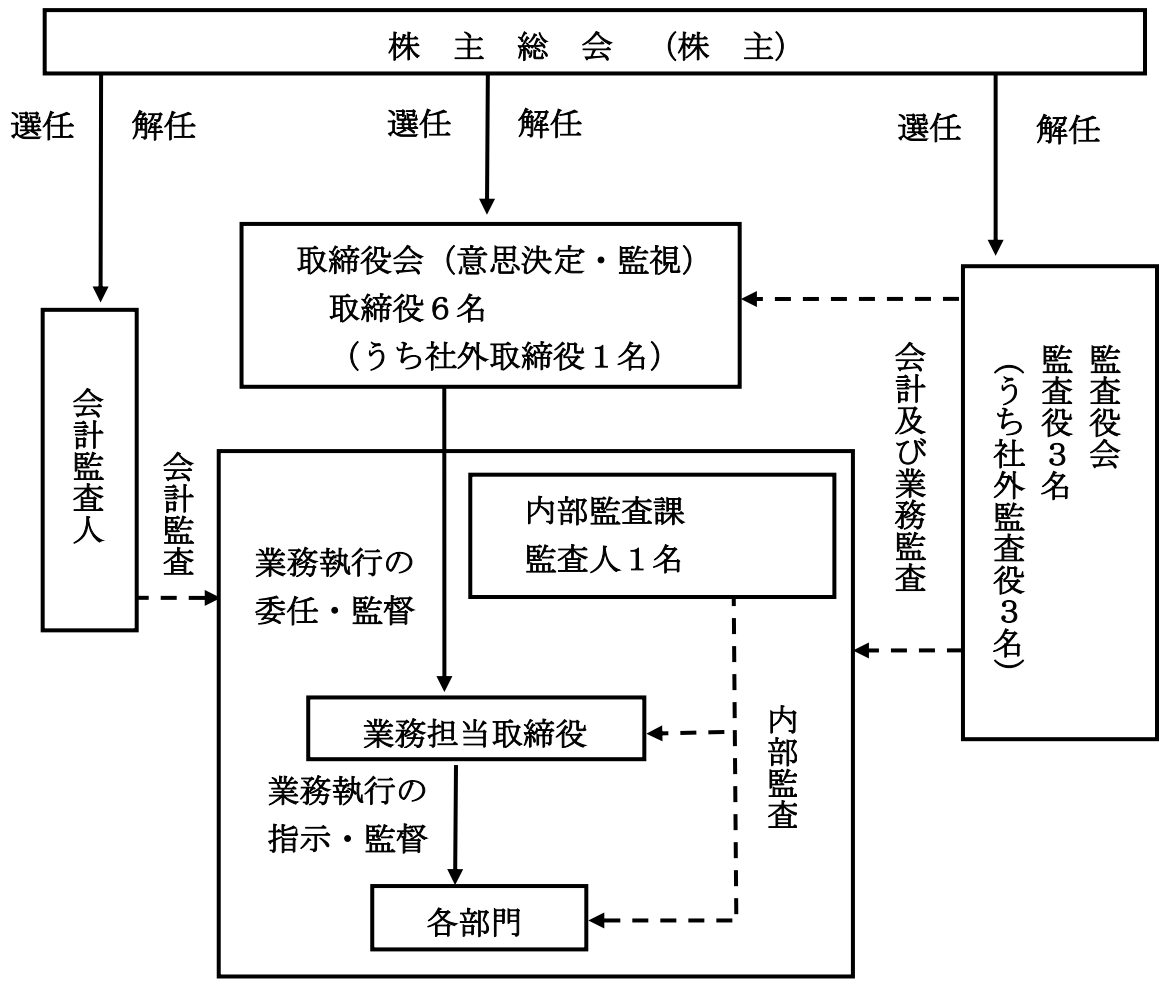 株　主　総　会　（株　主）
選任
解任
選任
解任
選任
解任
取締役会（意思決定・監視）
取締役６名
（うち社外取締役１名）
会計監査人
会計監査
会計及び業務監査
監査役会
監査役３名
（うち社外監査役３名）
内部監査課
監査人１名
業務執行の
委任・監督
業務担当取締役
内部監査
業務執行の
指示・監督
各部門